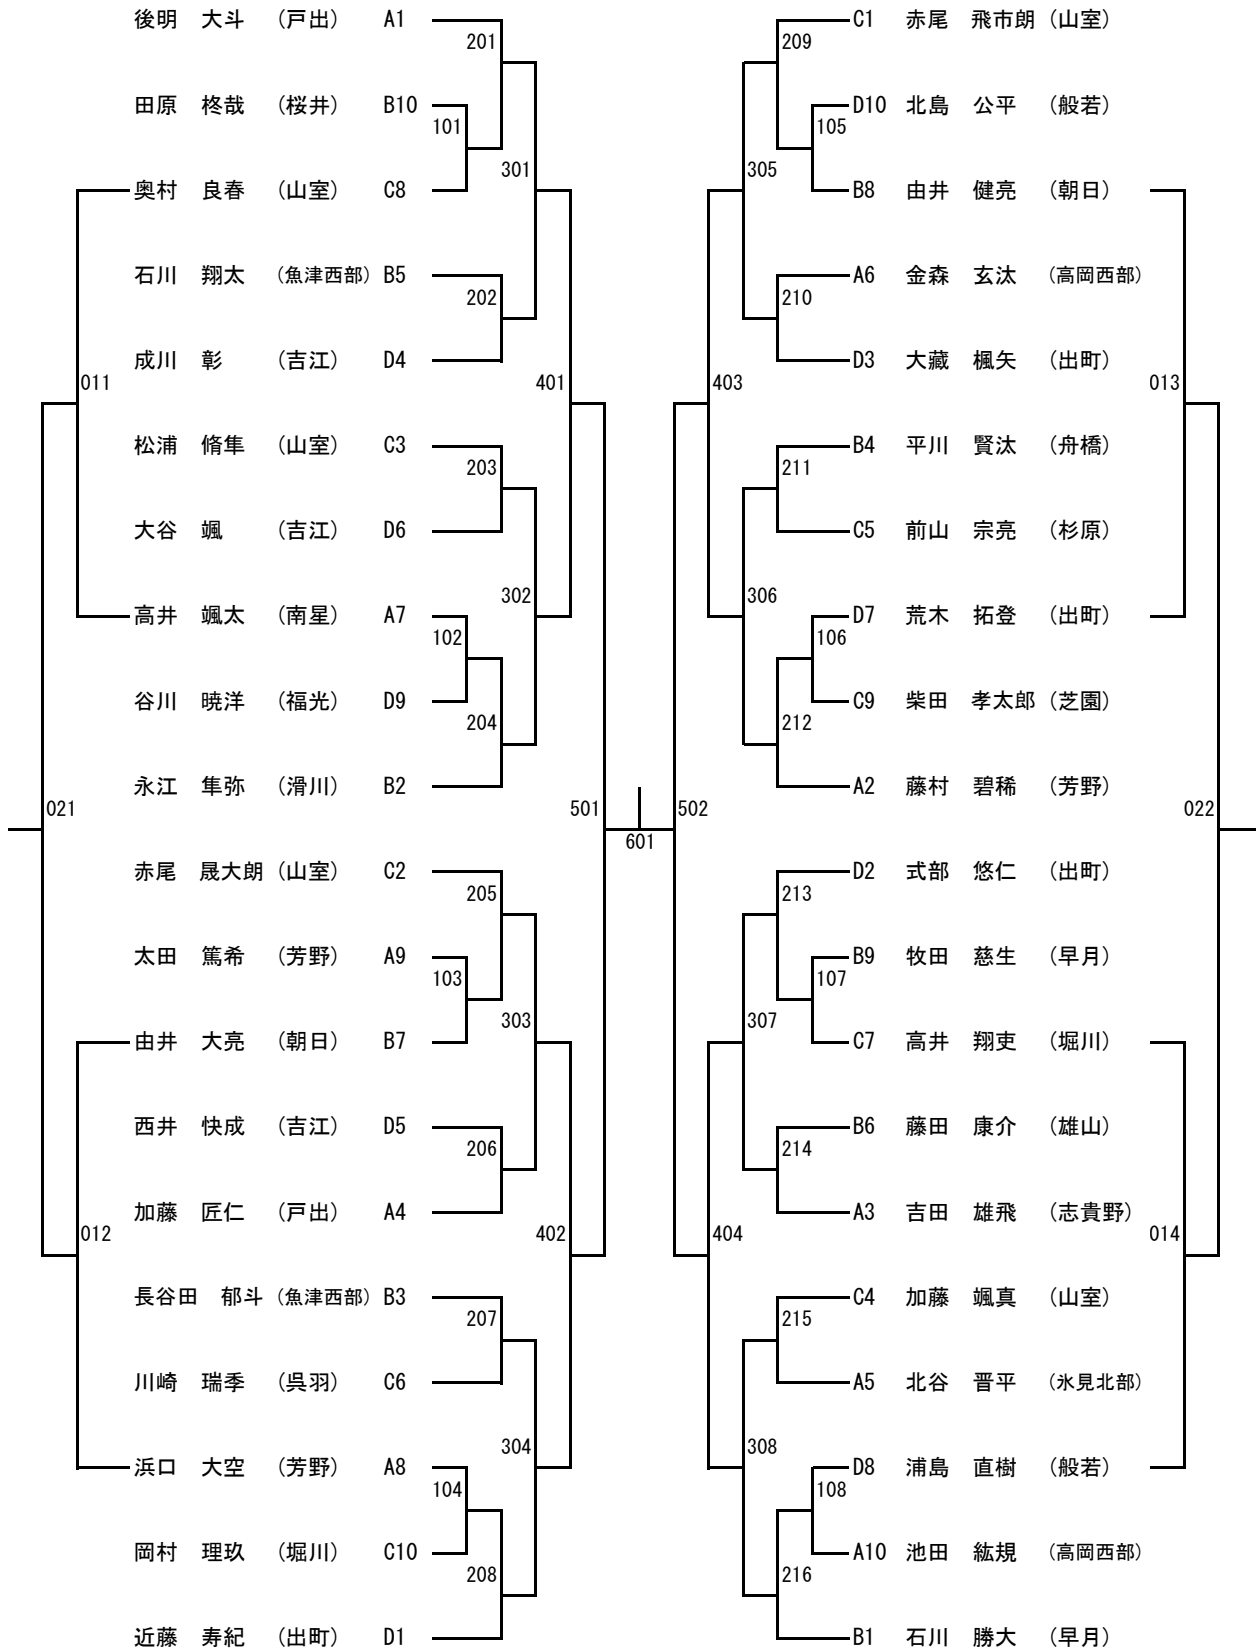 後明 大斗 (戸出) A1
201
田原 柊哉 (桜井) B10
101
301
奥村 良春 (山室) C8
石川 翔太 (魚津西部) B5
202
成川 彰 (吉江) D4
011
401
松浦 脩隼 (山室) C3
203
大谷 颯 (吉江) D6
302
高井 颯太 (南星) A7
102
谷川 暁洋 (福光) D9
204
永江 隼弥 (滑川) B2
021
501
赤尾 晟大朗 (山室) C2
205
太田 篤希 (芳野) A9
103
303
由井 大亮 (朝日) B7
西井 快成 (吉江) D5
206
加藤 匠仁 (戸出) A4
012
402
長谷田 郁斗 (魚津西部) B3
207
川崎 瑞季 (呉羽) C6
304
浜口 大空 (芳野) A8
104
岡村 理玖 (堀川) C10
208
近藤 寿紀 (出町) D1
601
C1 赤尾 飛市朗 (山室)
209
D10 北島 公平 (般若)
105
305
B8 由井 健亮 (朝日)
A6 金森 玄汰 (高岡西部)
210
D3 大藏 楓矢 (出町)
403
013
B4 平川 賢汰 (舟橋)
211
C5 前山 宗亮 (杉原)
306
D7 荒木 拓登 (出町)
106
C9 柴田 孝太郎 (芝園)
212
A2 藤村 碧稀 (芳野)
502
022
D2 式部 悠仁 (出町)
213
B9 牧田 慈生 (早月)
107
307
C7 高井 翔吏 (堀川)
B6 藤田 康介 (雄山)
214
A3 吉田 雄飛 (志貴野)
404
014
C4 加藤 颯真 (山室)
215
A5 北谷 晋平 (氷見北部)
308
D8 浦島 直樹 (般若)
108
A10 池田 紘規 (高岡西部)
216
B1 石川 勝大 (早月)